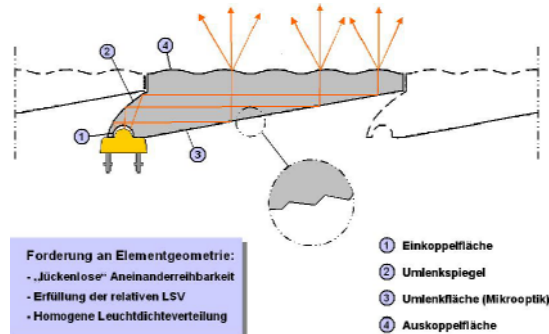 4
2
1
3
Forderung an Elementgeometrie:
- „lückenlose“ Aneinanderreihbarkeit
- Erfüllung der relativen LSV
- Homogene Leuchtdichteverteilung
1 Einkoppelfläche
2 Umlenkspiegel
3 Umlenkfläche (Mikrooptik)
4 Auskoppelfläche